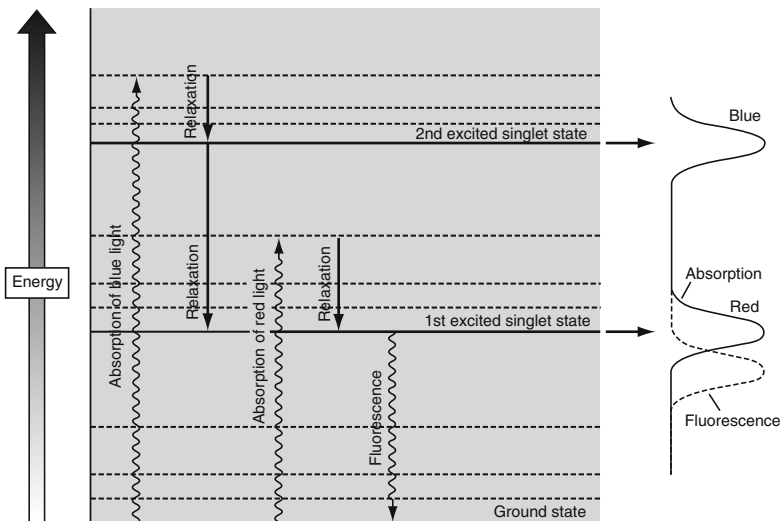 Energy
Absorption of blue light
Relaxation
Relaxation
Absorption of red light
Relaxation
Fluorescence
2nd excited singlet state
1st excited singlet state
Ground state
Blue
Absorption
Red
Fluorescence